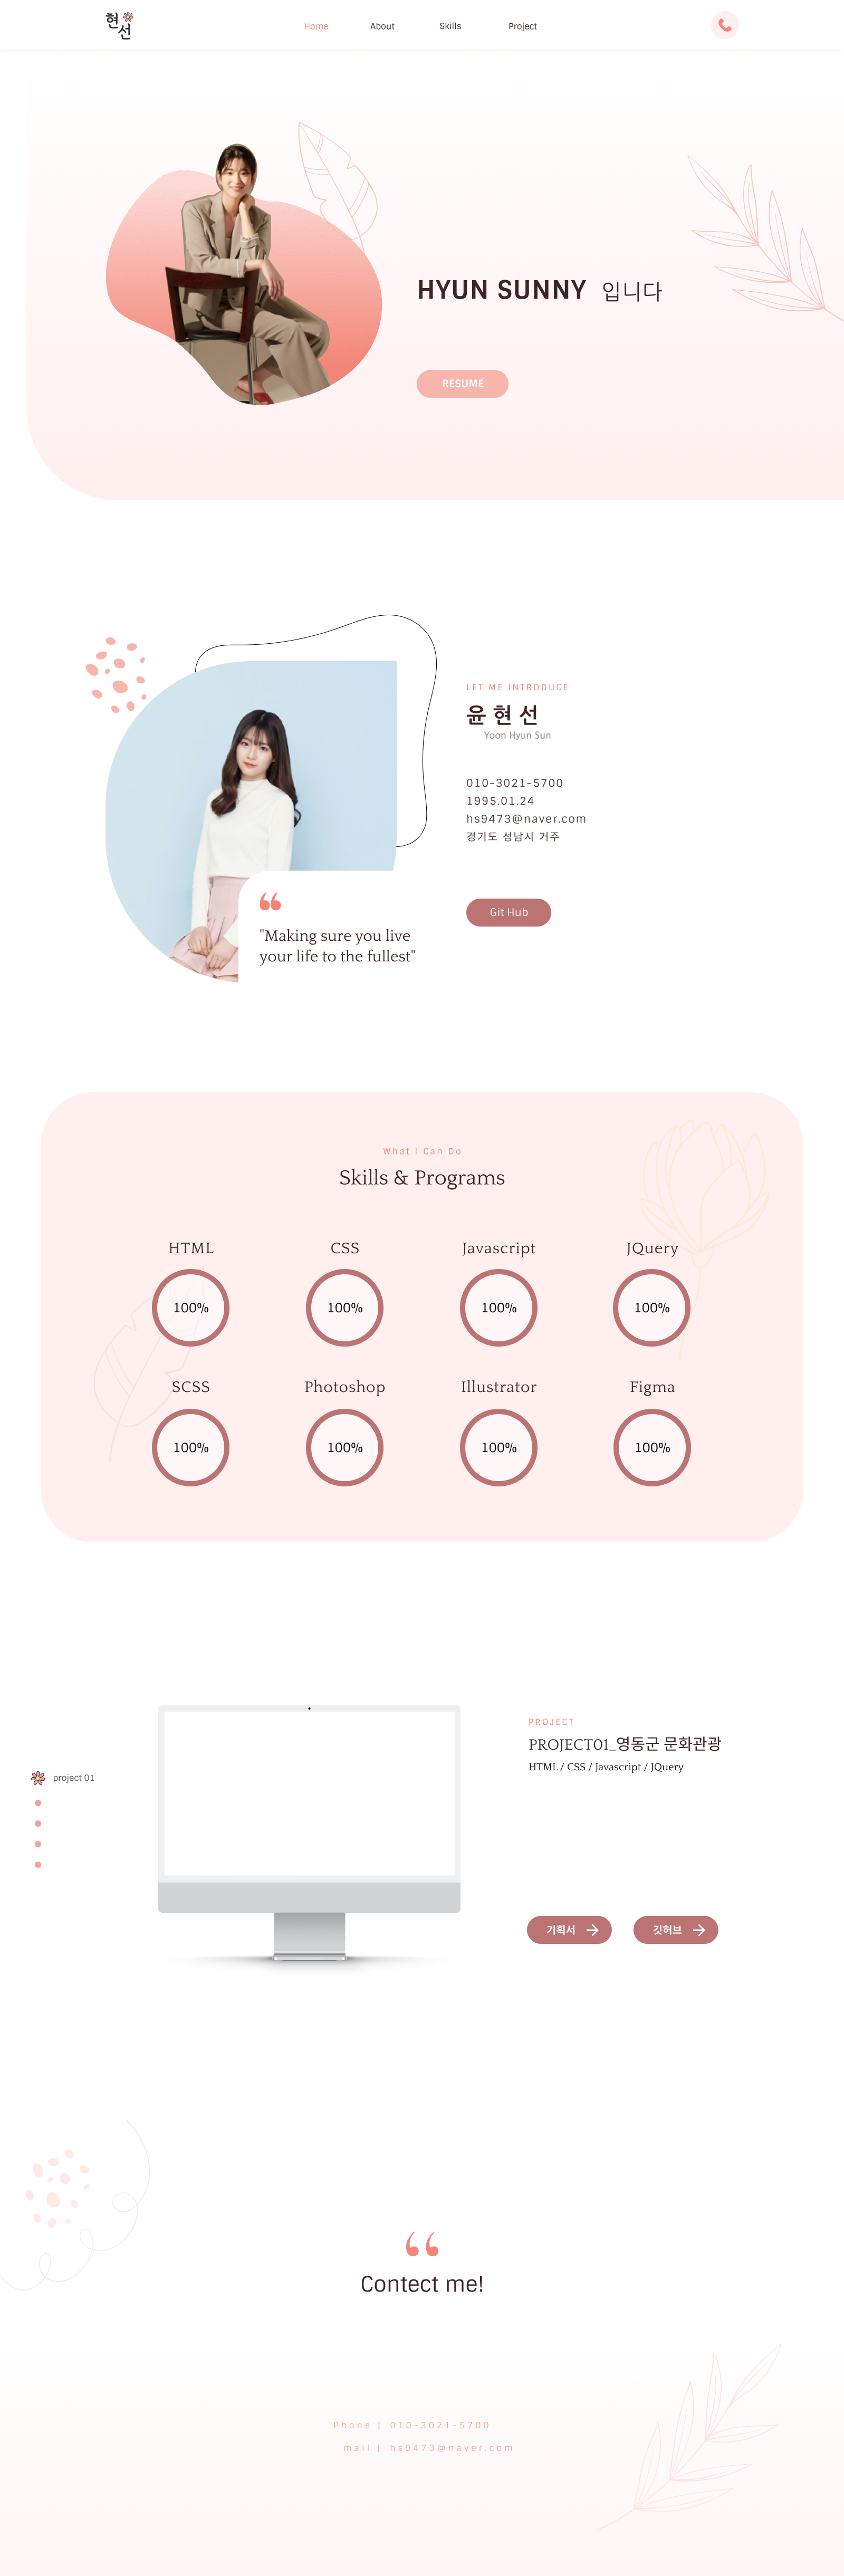 현
선
Home About Skills Project
HYUN SUNNY 입니다
RESUME
LET ME INTRODUCE
윤 현 선
Yoon Hyun Sun
010-3021-5700
1995.01.24
hs9473@naver.com
경기도 성남시 거주
Git Hub
"Making sure you live
your life to the fullest"
What I Can Do
Skills & Programs
HTML CSS Javascript JQuery
100% 100% 100% 100%
SCSS Photoshop Illustrator Figma
100% 100% 100% 100%
project 01
PROJECT
PROJECT01_영동군 문화관광
HTML / CSS / Javascript / JQuery
기획서 깃허브
Contect me!
Phone | 010-3021-5700
mail | hs9473@naver.com